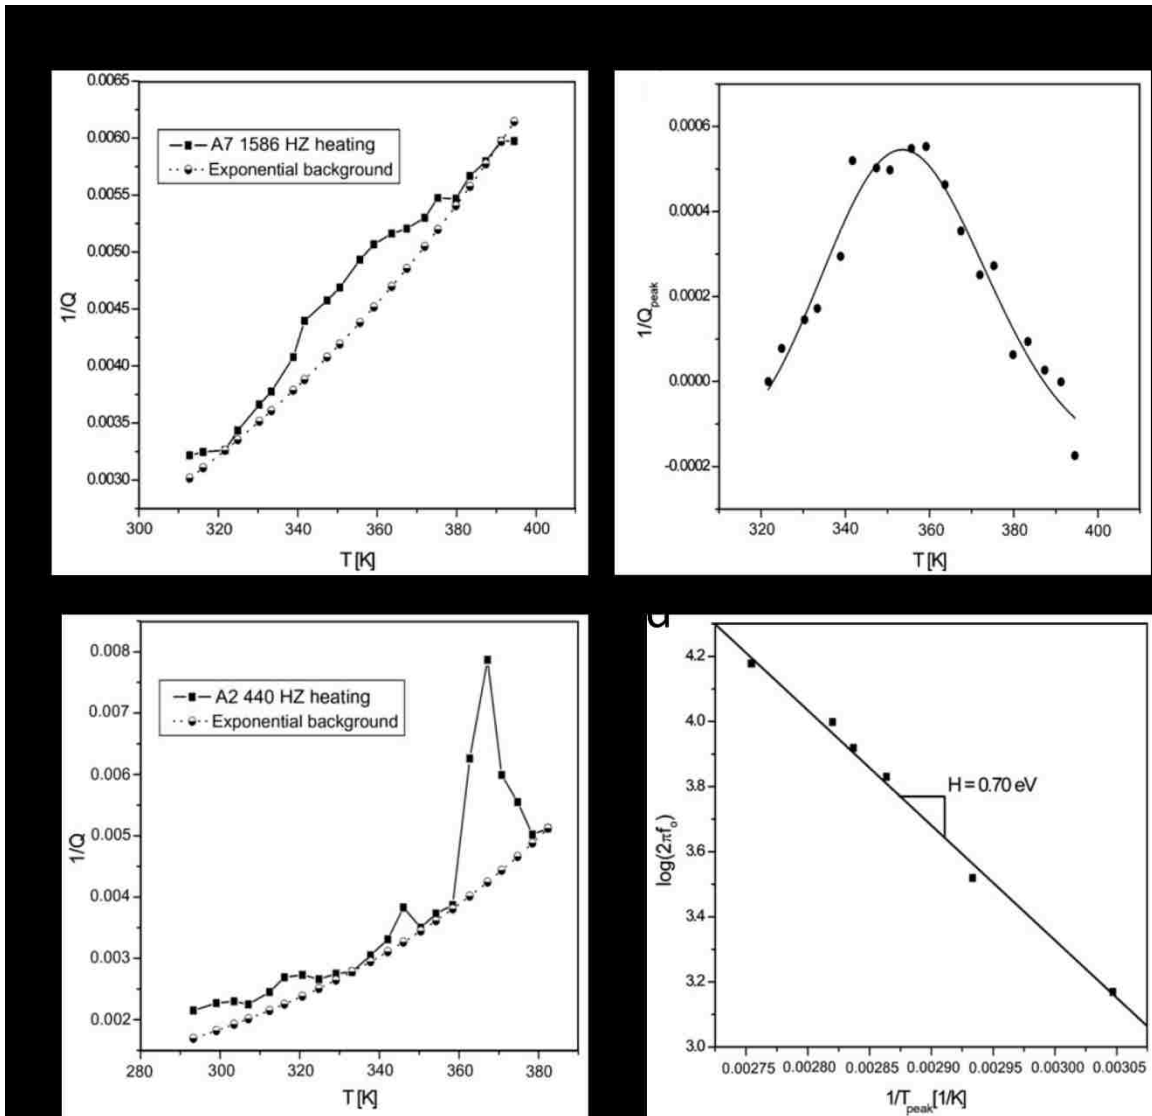 0.0065
0.0060
0.0055
0.0050
0.0045
0.0040
0.0035
0.0030
1/Q
A7 1586 HZ heating
Exponential background
300 320 340 360 380 400
T [K]
0.0006
0.0004
0.0002
0.0000
-0.0002
1/Qpeak
320 340 360 380 400
T [K]
0.008
0.007
0.006
0.005
0.004
0.003
0.002
1/Q
A2 440 HZ heating
Exponential background
280 300 320 340 360 380
T [K]
d
4.2
4.0
3.8
3.6
3.4
3.2
3.0
log(2πfo)
H = 0.70 eV
0.00275 0.00280 0.00285 0.00290 0.00295 0.00300 0.00305
1/Tpeak[1/K]